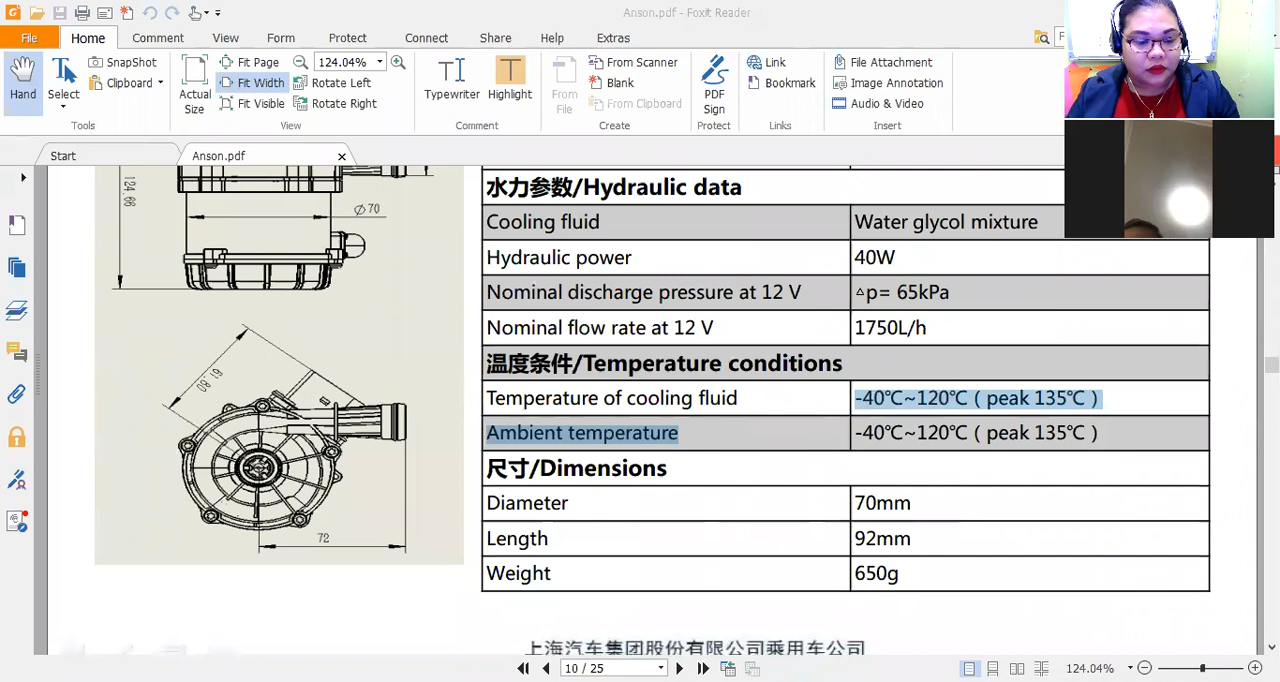 Anson.pdf - Foxit Reader
File Home Comment View Form Protect Connect Share Help Extras
SnapShot Fit Page 124.04% From Scanner Link File Attachment
Hand Select Clipboard Actual Size Fit Width Rotate Left Typewriter Highlight From File Blank PDF Sign Bookmark Image Annotation
Fit Visible Rotate Right From Clipboard Audio & Video
Tools View Comment Create Protect Links Insert
Start Anson.pdf
124.68
Ø70
61.80
72
水力参数/Hydraulic data
Cooling fluid Water glycol mixture
Hydraulic power 40W
Nominal discharge pressure at 12 V △p= 65kPa
Nominal flow rate at 12 V 1750L/h
温度条件/Temperature conditions
Temperature of cooling fluid -40℃~120℃ ( peak 135℃ )
Ambient temperature -40℃~120℃ ( peak 135℃ )
尺寸/Dimensions
Diameter 70mm
Length 92mm
Weight 650g
上海汽车集团股份有限公司乘用车公司
10 / 25 124.04%